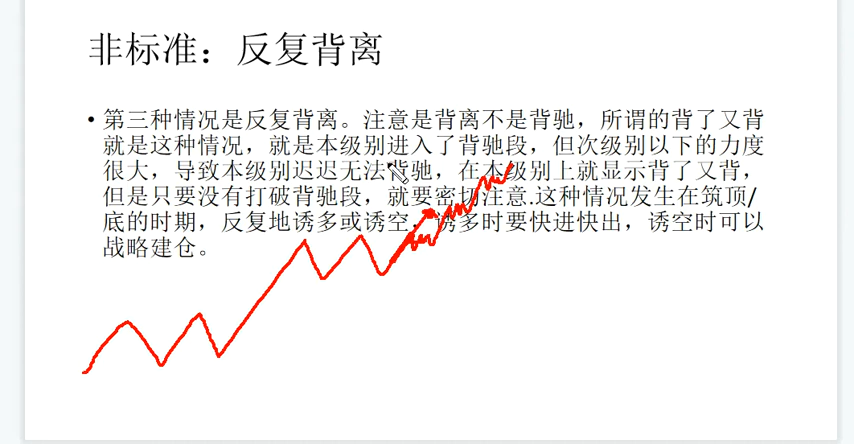 非标准：反复背离
• 第三种情况是反复背离。注意是背离不是背驰，所谓的背了又背
就是这种情况，就是本级别进入了背驰段，但次级别以下的力度
很大，导致本级别迟迟无法背驰，在本级别上就显示背了又背，
但是只要没有打破背驰段，就要密切注意.这种情况发生在筑顶/
底的时期，反复地诱多或诱空，诱多时要快进快出，诱空时可以
战略建仓。